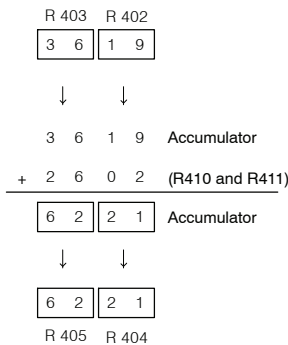 R 403 R 402
3 6 1 9
↓ ↓
3 6 1 9 Accumulator
+ 2 6 0 2 (R410 and R411)
6 2 2 1 Accumulator
↓ ↓
6 2 2 1
R 405 R 404